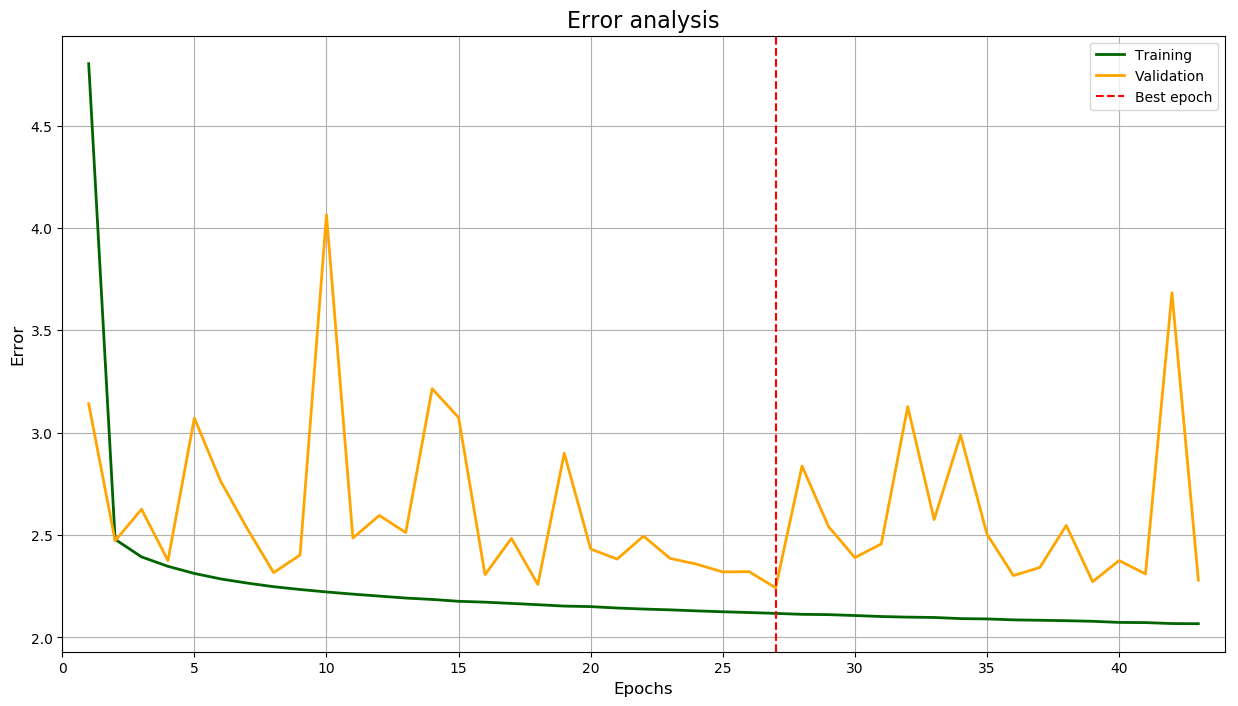 Error analysis
Training
Validation
Best epoch
4.5
4.0
3.5
3.0
2.5
2.0
Error
0 5 10 15 20 25 30 35 40
Epochs